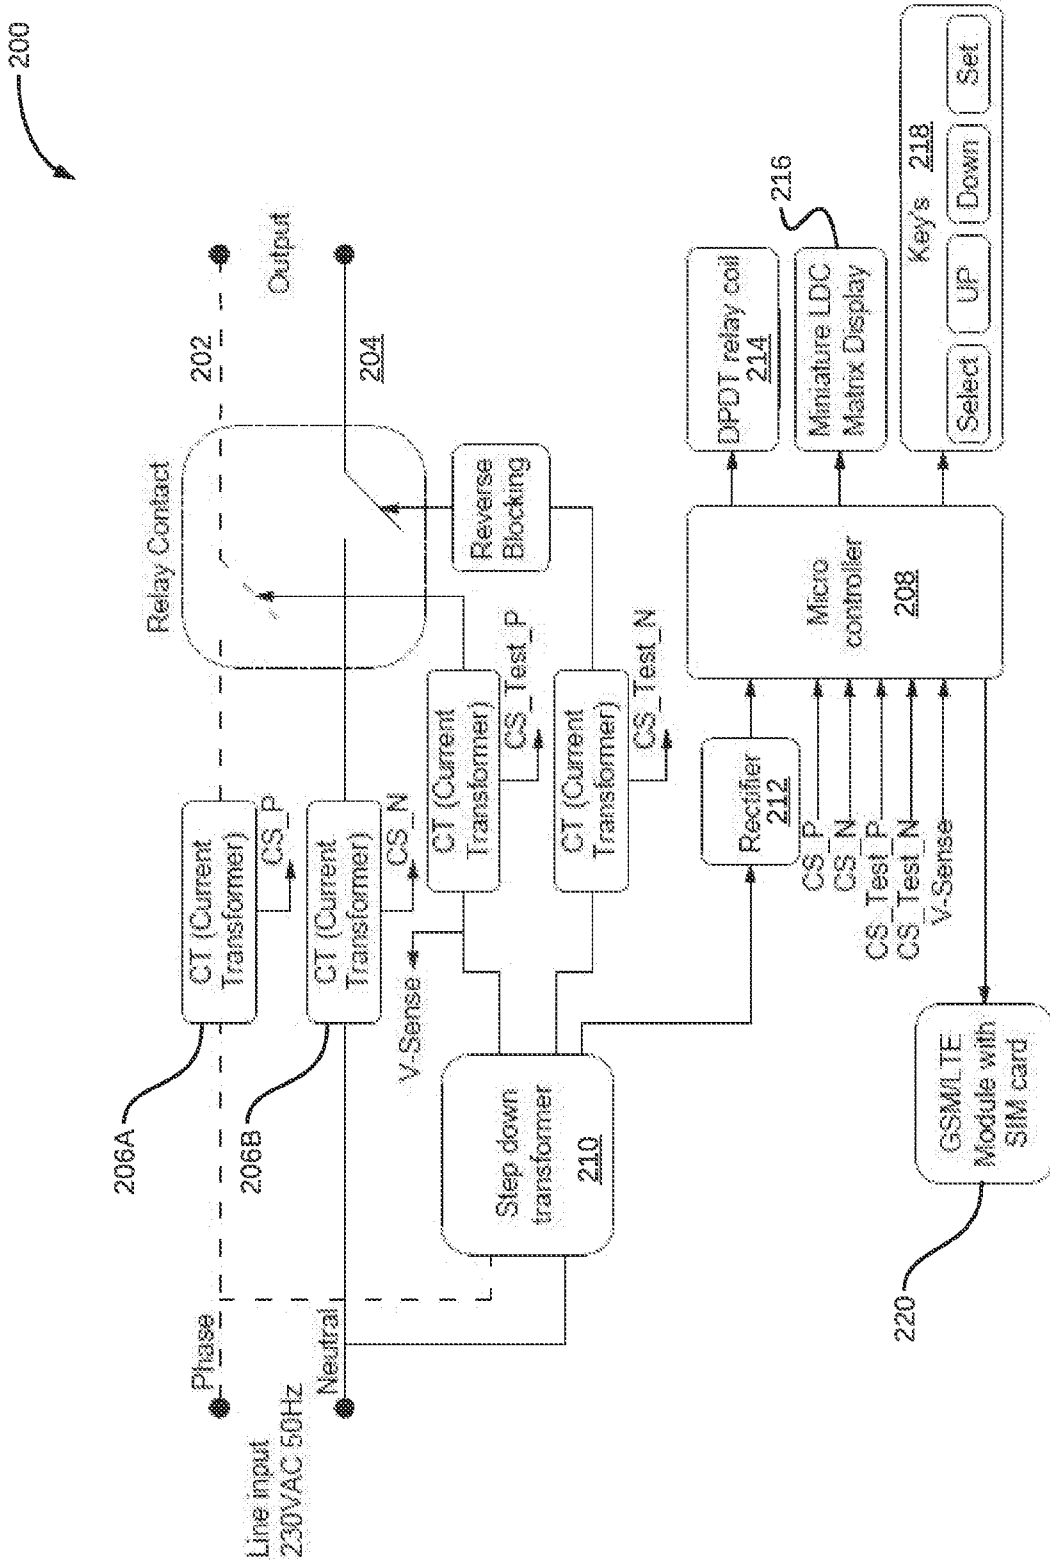 200
Line input
230VAC 50Hz
Phase
Neutral
206A
CT (Current
Transformer)
CS_P
206B
CT (Current
Transformer)
CS_N
Relay Contact
202
204
Output
V-Sense
CT (Current
Transformer)
CS_Test_P
CT (Current
Transformer)
CS_Test_N
Reverse
Blocking
Step down
transformer
210
Rectifier
212
CS_P
CS_N
CS_Test_P
CS_Test_N
V-Sense
Micro
controller
208
DPDT relay coil
214
216
Miniature LDC
Matrix Display
Key's 218
Select
UP
Down
Set
GSM/LTE
Module with
SIM card
220